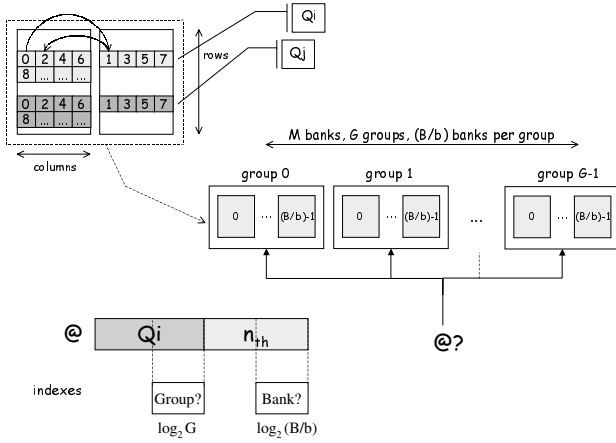 Qi
Qj
0 2 4 6 1 3 5 7
8 ... ... ...
0 2 4 6 1 3 5 7
8 ... ... ...
rows
columns
M banks, G groups, (B/b) banks per group
group 0 group 1 group G-1
0 ... (B/b)-1 0 ... (B/b)-1 ... 0 ... (B/b)-1
@?
@ Qi nth
indexes Group? Bank?
log2 G log2 (B/b)